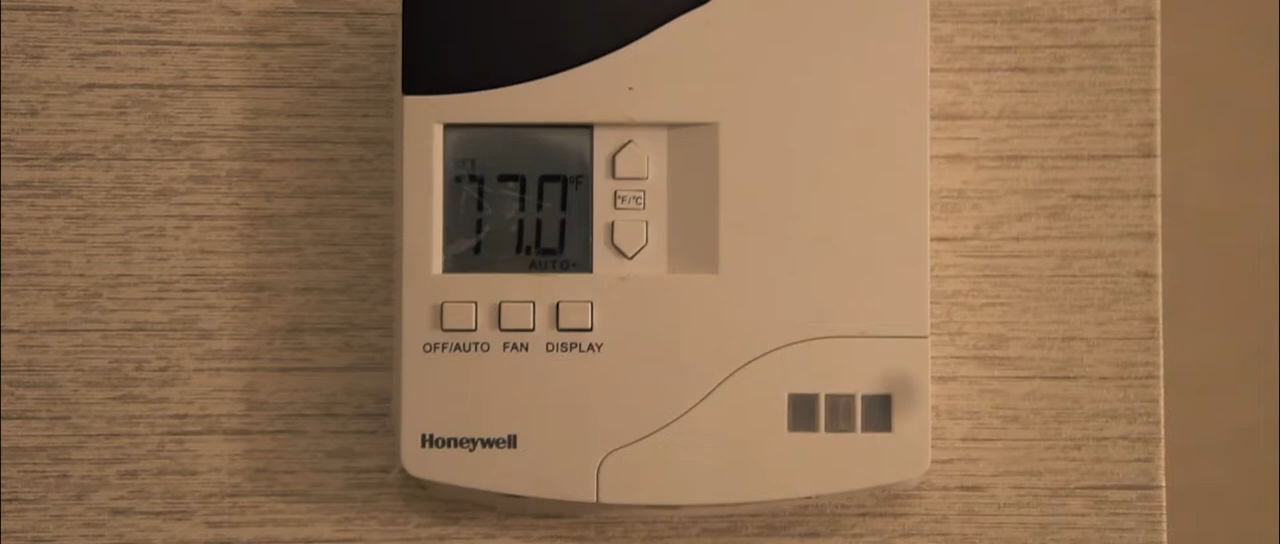 77.0°F
°F/°C
AUTO
OFF/AUTO FAN DISPLAY
Honeywell